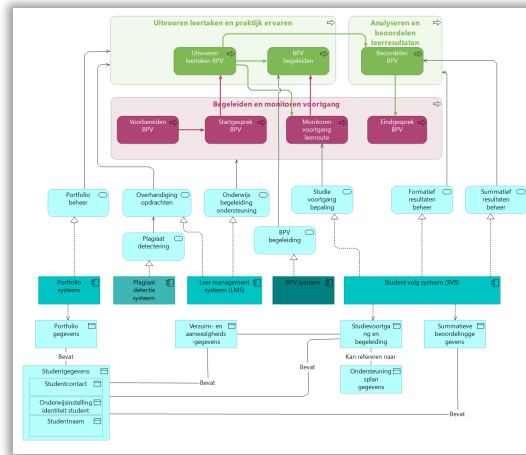 Uitvoeren leertaken en praktijk ervaren
Analyseren en
beoordelen
leerresultaten
Uitvoeren
leertaken BPV
BPV
begeleiden
Beoordelen
BPV
Begeleiden en monitoren voortgang
Voorbereiden
BPV
Startgesprek
BPV
Monitoren
voortgang
leerroute
Eindgesprek
BPV
Portfolio
beheer
Overhandiging
opdrachten
Onderwijs
begeleiding
ondersteuning
Studie
voortgang
bepaling
Formatief
resultaten
beheer
Summatief
resultaten
beheer
Plagiaat
detectering
BPV
begeleiding
Portfolio
systeem
Plagiaat
detectie
systeem
Leer management
systeem (LMS)
BPV systeem
Student volg systeem (SVS)
Portfolio
gegevens
Verzuim- en
aanwezigheids
-gegevens
Studievoortga
ng en
begeleiding
Summatieve
beoordelingge
gevens
Bevat
Kan refereren naar
Studentgegevens
Studentcontact
Onderwijsinstelling
identiteit student
Studentnaam
Bevat
Bevat
Ondersteuning
splan
gegevens
Bevat